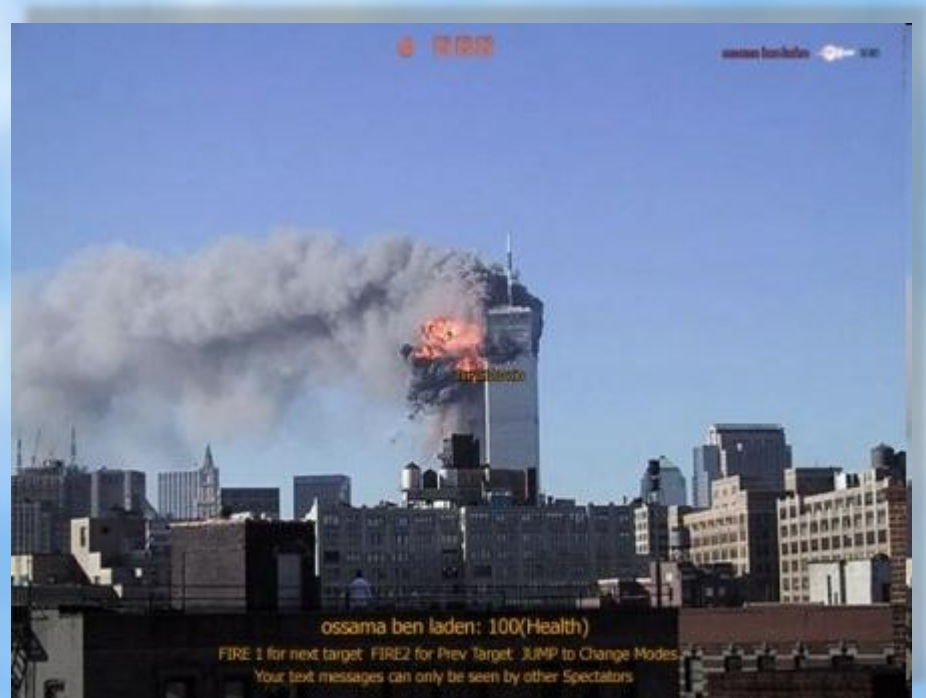 ossama ben laden: 100(Health)
FIRE 1 for next target FIRE2 for Prev Target JUMP to Change Modes
Your text messages can only be seen by other Spectators